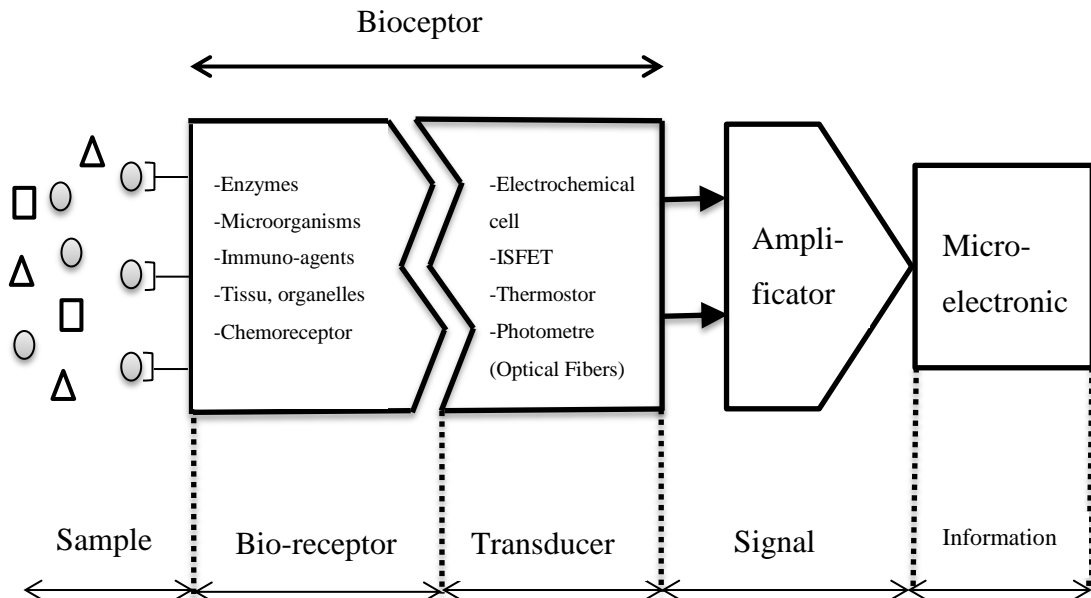 Bioceptor
-Enzymes
-Microorganisms
-Immuno-agents
-Tissu, organelles
-Chemoreceptor
-Electrochemical
cell
-ISFET
-Thermostor
-Photometre
(Optical Fibers)
Ampli-
ficator
Micro-
electronic
Sample
Bio-receptor
Transducer
Signal
Information